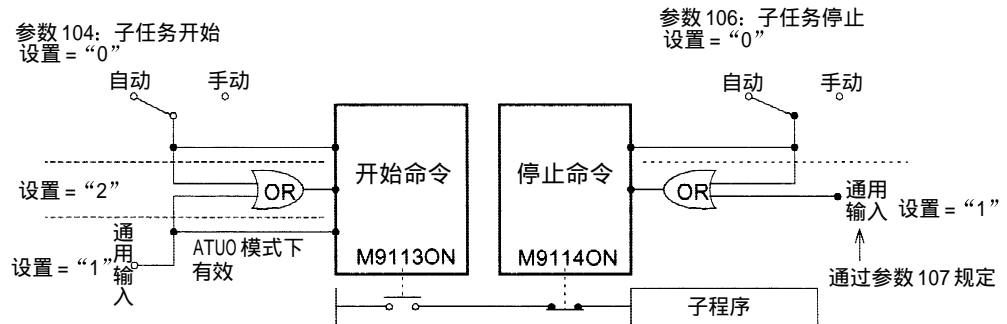 参数 104：子任务开始
设置 = “0”
自动 手动
设置 = “2”
OR
开始命令
M9113ON
设置 = “1”
通用输入
ATUO 模式下
有效
参数 106：子任务停止
设置 = “0”
自动 手动
停止命令
M9114ON
OR
通用
输入 设置 = “1”
通过参数 107 规定
子程序